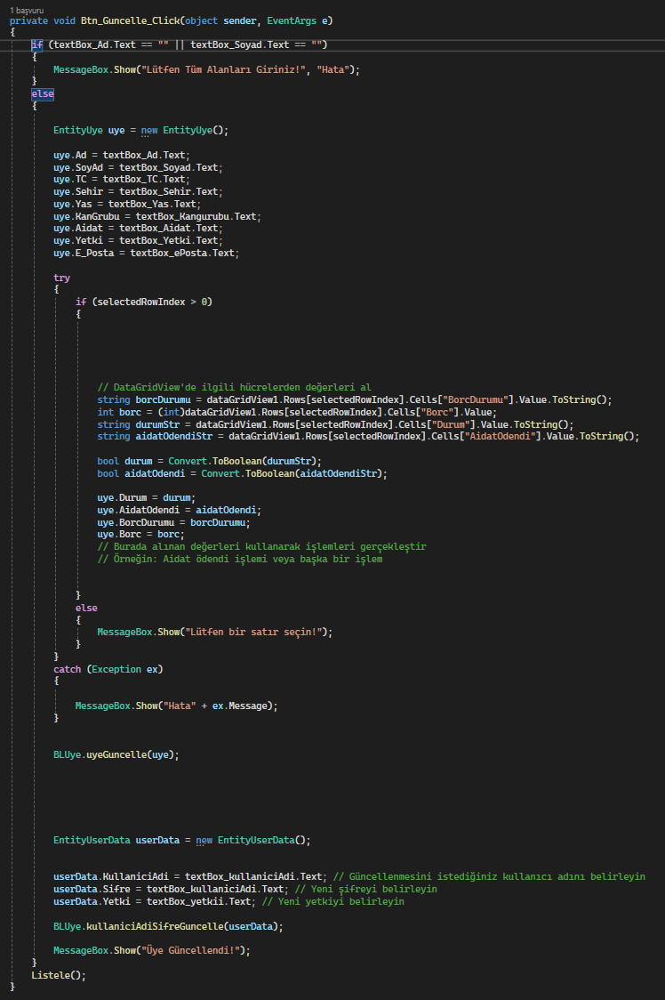 1 başvuru
private void Btn_Guncelle_Click(object sender, EventArgs e)
{
if (textBox_Ad.Text == "" || textBox_Soyad.Text == "")
{
MessageBox.Show("Lütfen Tüm Alanları Giriniz!", "Hata");
}
else
{
EntityUye uye = new EntityUye();
uye.Ad = textBox_Ad.Text;
uye.SoyAd = textBox_Soyad.Text;
uye.TC = textBox_TC.Text;
uye.Sehir = textBox_Sehir.Text;
uye.Yas = textBox_Yas.Text;
uye.KanGrubu = textBox_Kangurubu.Text;
uye.Aidat = textBox_Aidat.Text;
uye.Yetki = textBox_Yetki.Text;
uye.E_Posta = textBox_ePosta.Text;
try
{
if (selectedRowIndex > 0)
{
// DataGridView'de ilgili hücrelerden değerleri al
string borcDurumu = dataGridView1.Rows[selectedRowIndex].Cells["BorcDurumu"].Value.ToString();
int borc = (int)dataGridView1.Rows[selectedRowIndex].Cells["Borc"].Value;
string durumStr = dataGridView1.Rows[selectedRowIndex].Cells["Durum"].Value.ToString();
string aidatOdendiStr = dataGridView1.Rows[selectedRowIndex].Cells["AidatOdendi"].Value.ToString();
bool durum = Convert.ToBoolean(durumStr);
bool aidatOdendi = Convert.ToBoolean(aidatOdendiStr);
uye.Durum = durum;
uye.AidatOdendi = aidatOdendi;
uye.BorcDurumu = borcDurumu;
uye.Borc = borc;
// Burada alınan değerleri kullanarak işlemleri gerçekleştir
// Örneğin: Aidat ödendi işlemi veya başka bir işlem
}
else
{
MessageBox.Show("Lütfen bir satır seçin!");
}
}
catch (Exception ex)
{
MessageBox.Show("Hata" + ex.Message);
}
BLUye.uyeGuncelle(uye);
EntityUserData userData = new EntityUserData();
userData.KullaniciAdi = textBox_kullaniciAdi.Text; // Güncellenmesini istediğiniz kullanıcı adını belirleyin
userData.Sifre = textBox_kullaniciAdi.Text; // Yeni şifreyi belirleyin
userData.Yetki = textBox_yetkii.Text; // Yeni yetkiyi belirleyin
BLUye.kullaniciAdiSifreGuncelle(userData);
MessageBox.Show("Üye Güncellendi!");
}
Listele();
}